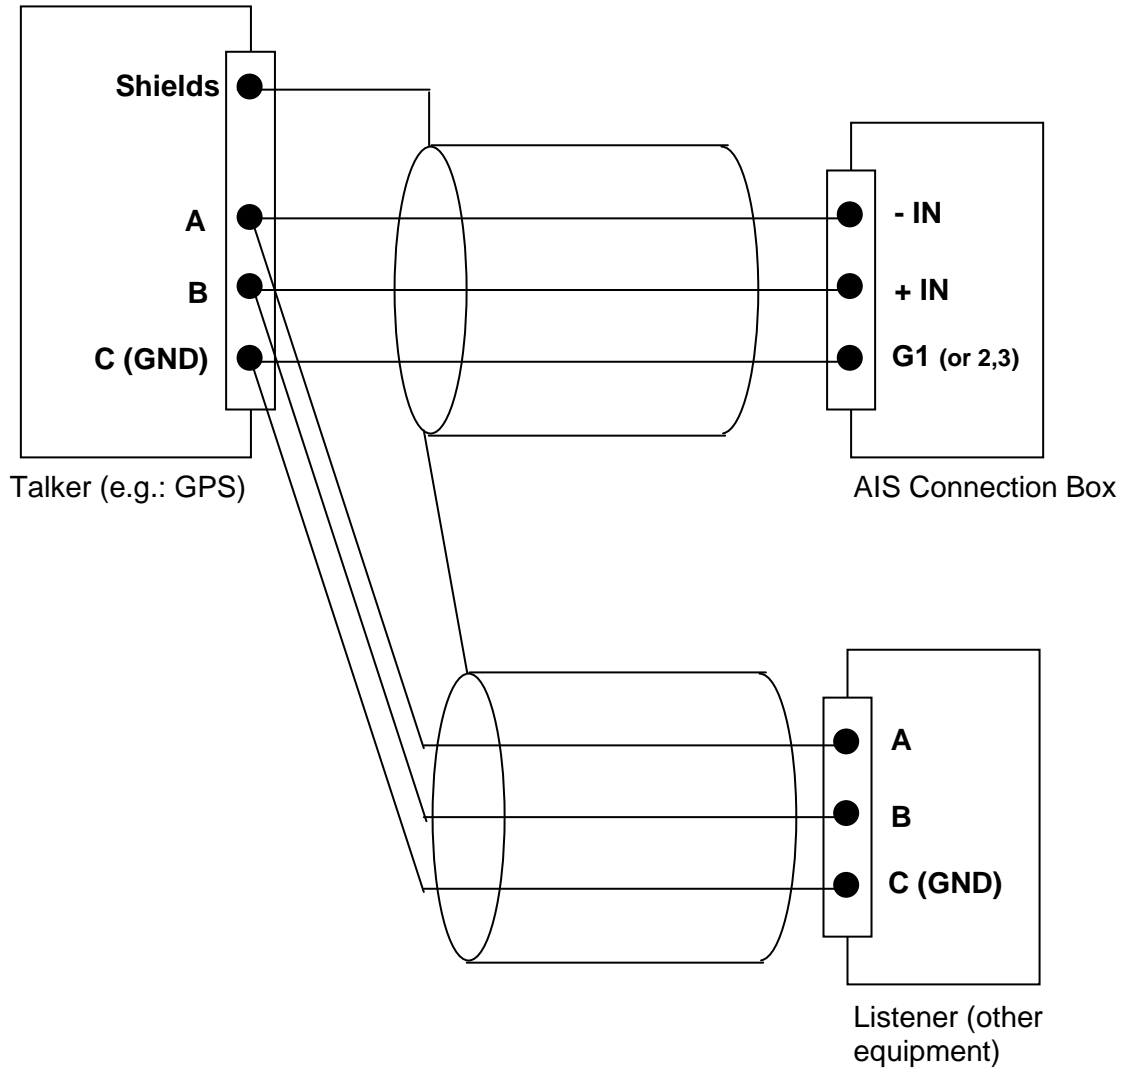 Shields
A
B
C (GND)
Talker (e.g.: GPS)
- IN
+ IN
G1 (or 2,3)
AIS Connection Box
A
B
C (GND)
Listener (other
equipment)